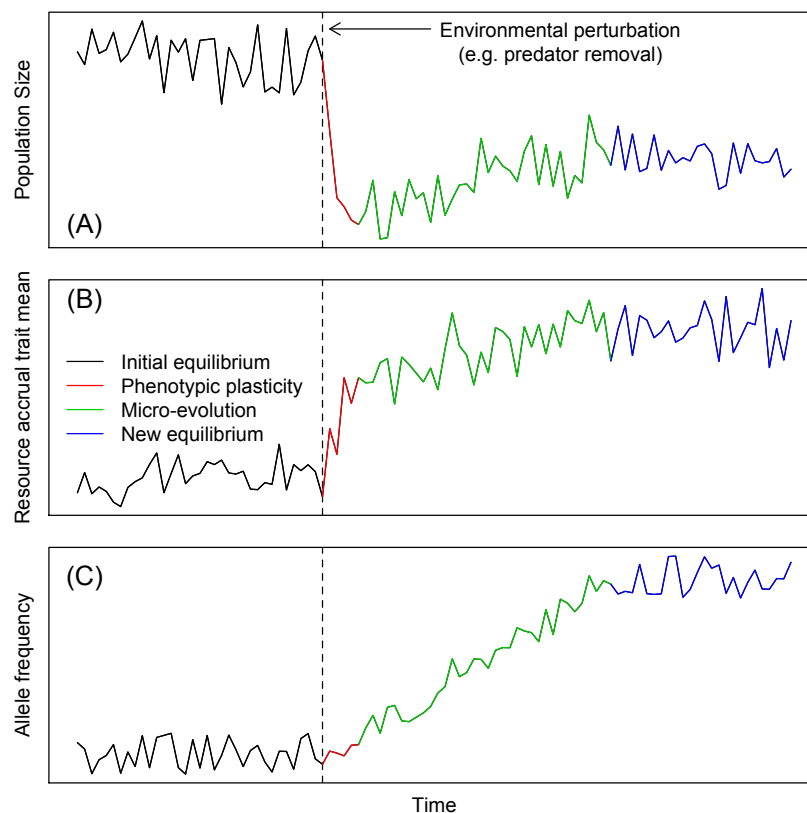 Environmental perturbation
(e.g. predator removal)
Population Size
(A)
(B)
Resource accrual trait mean
Initial equilibrium
Phenotypic plasticity
Micro-evolution
New equilibrium
(C)
Allele frequency
Time